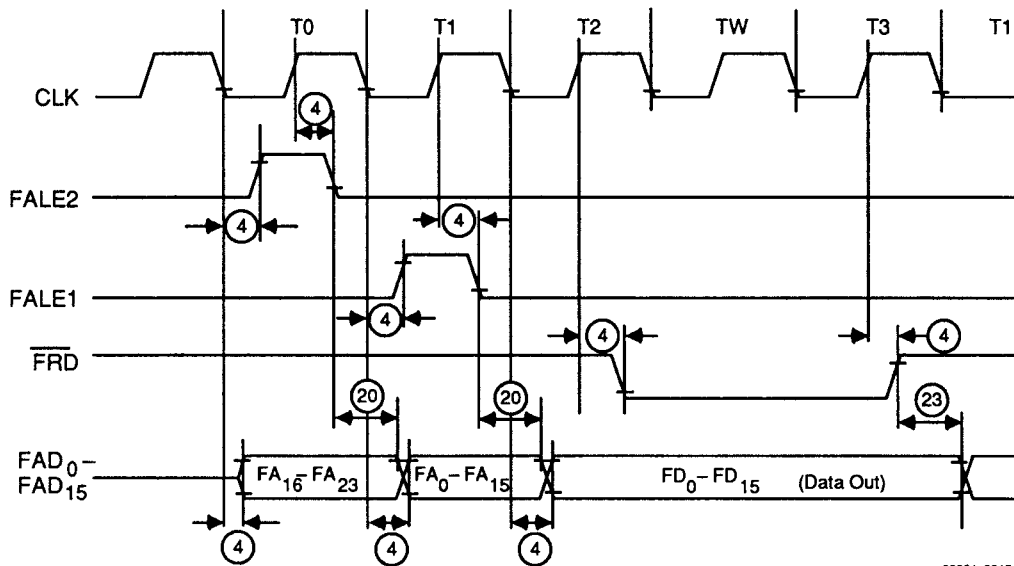 T0 T1 T2 TW T3 T1
CLK
4
FALE2
4 4
FALE1
4 4 4
FRD
20 20 23
FAD0–
FAD15
FA16–FA23 FA0–FA15 FD0–FD15 (Data Out)
4 4 4